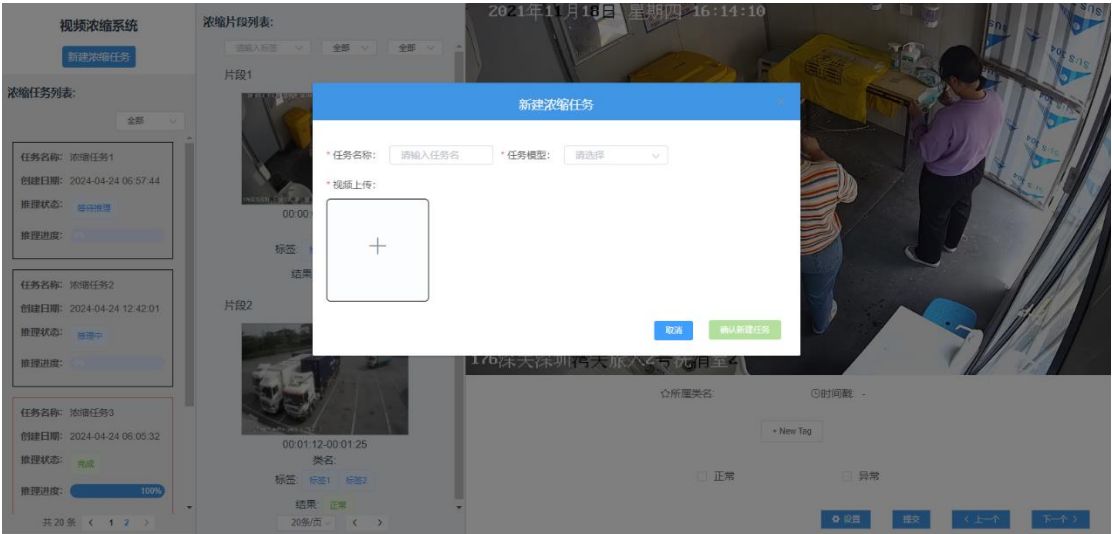 视频浓缩系统
新建浓缩任务
浓缩任务列表:
全部
任务名称: 浓缩任务1
创建日期: 2024-04-24 06:57:44
推理状态: 等待推理
推理进度:
任务名称: 浓缩任务2
创建日期: 2024-04-24 12:42:01
推理状态: 推理中
推理进度:
任务名称: 浓缩任务3
创建日期: 2024-04-24 06:05:32
推理状态: 完成
推理进度: 100%
共 20 条 < 1 2 >
浓缩片段列表:
请输入标签 全部 全部
片段1
00:00
标签:
结果
片段2
00:01:12-00:01:25
类名:
标签: 标签1 标签2
结果: 正常
20条/页 < >
2021年11月18日 星期四 16:14:10
新建浓缩任务
* 任务名称: 请输入任务名 * 任务模型: 请选择
* 视频上传:
取消 确认新建任务
☆所属类名: 时间戳: -
+ New Tag
正常 异常
设置 提交 < 上一个 下一个 >